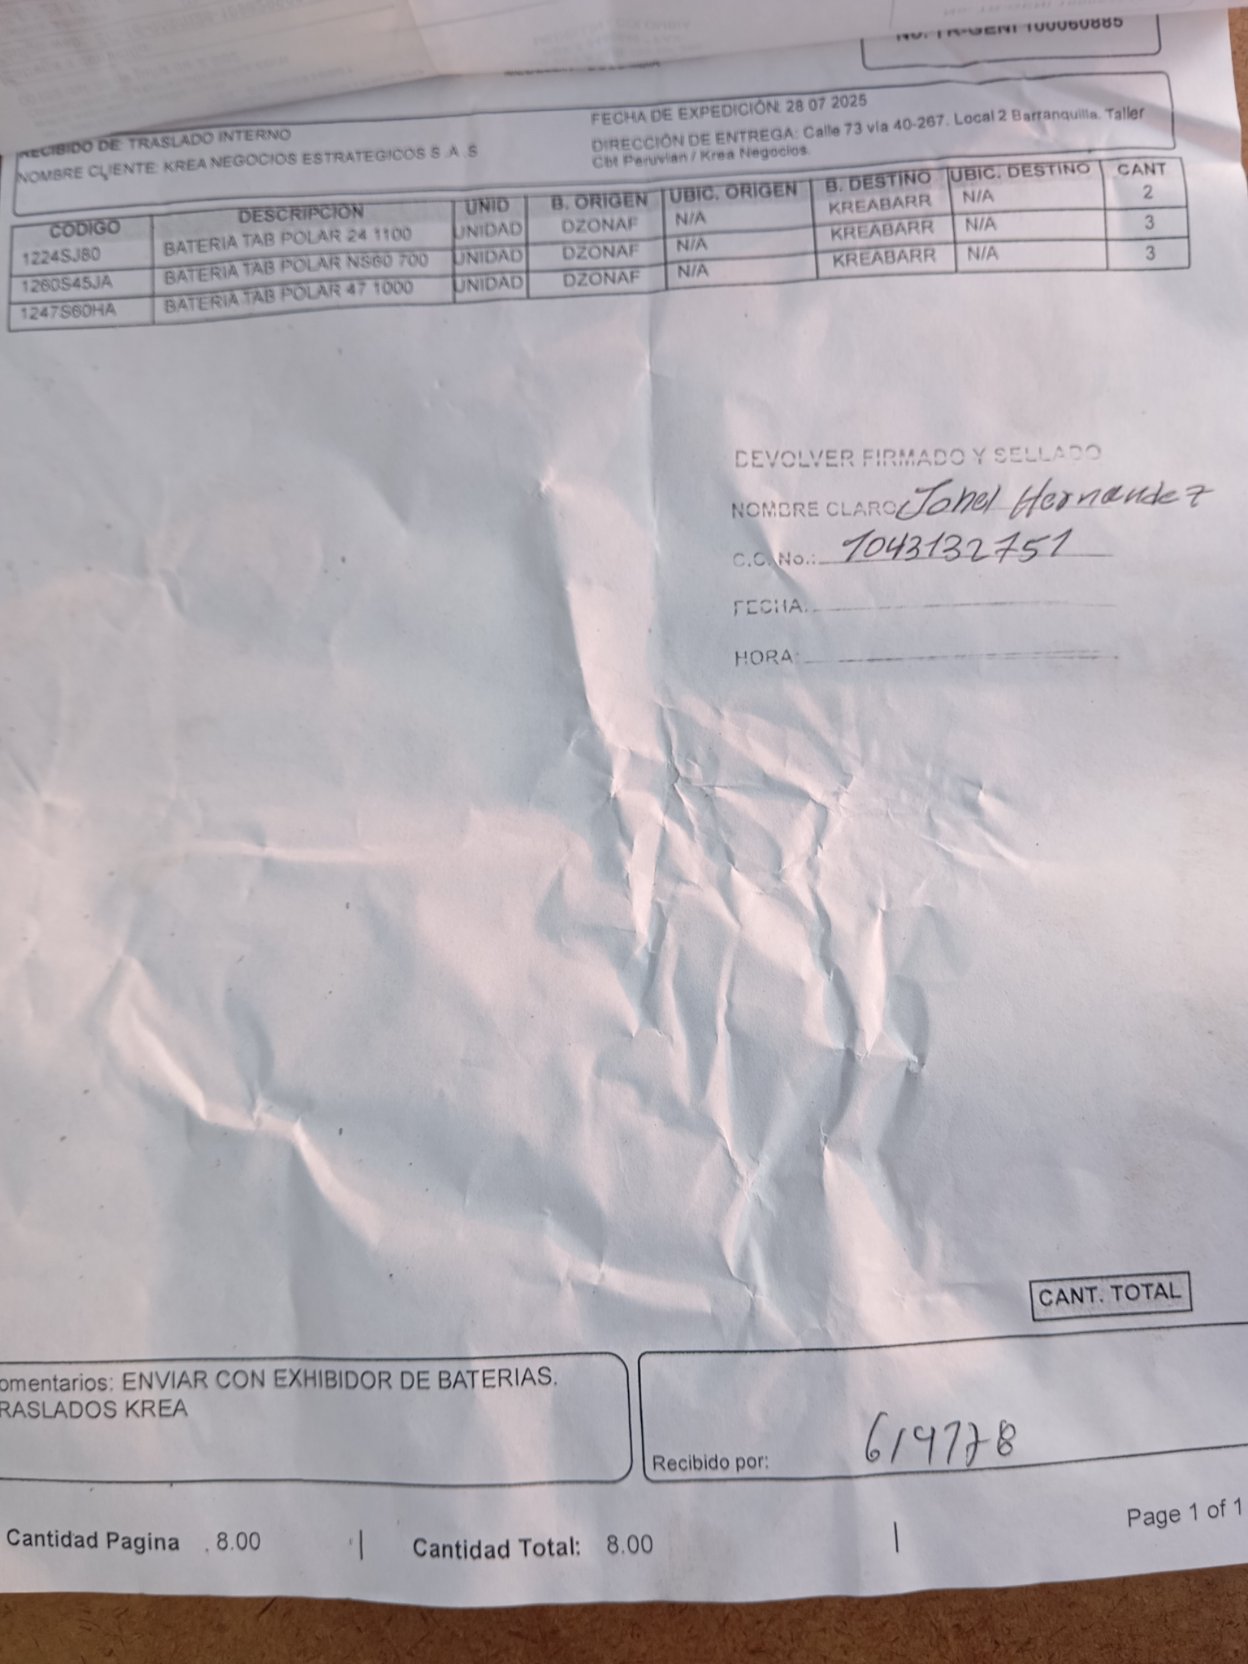 No. TR-GENF100060885
RECIBIDO DE: TRASLADO INTERNO
NOMBRE CLIENTE: KREA NEGOCIOS ESTRATEGICOS S .A .S
FECHA DE EXPEDICIÓN: 28 07 2025
DIRECCIÓN DE ENTREGA: Calle 73 vía 40-267. Local 2 Barranquilla. Taller
Cbt Peruvian / Krea Negocios.
CODIGO DESCRIPCION UNID B. ORIGEN UBIC. ORIGEN B. DESTINO UBIC. DESTINO CANT
1224SJ80 BATERIA TAB POLAR 24 1100 UNIDAD DZONAF N/A KREABARR N/A 2
1260S45JA BATERIA TAB POLAR NS60 700 UNIDAD DZONAF N/A KREABARR N/A 3
1247S60HA BATERIA TAB POLAR 47 1000 UNIDAD DZONAF N/A KREABARR N/A 3
DEVOLVER FIRMADO Y SELLADO
NOMBRE CLARO Johel Hernandez
C.C. No.: 1043132751
FECHA:
HORA:
CANT. TOTAL
omentarios: ENVIAR CON EXHIBIDOR DE BATERIAS.
RASLADOS KREA
Recibido por: 619778
Cantidad Pagina 8.00 Cantidad Total: 8.00
Page 1 of 1